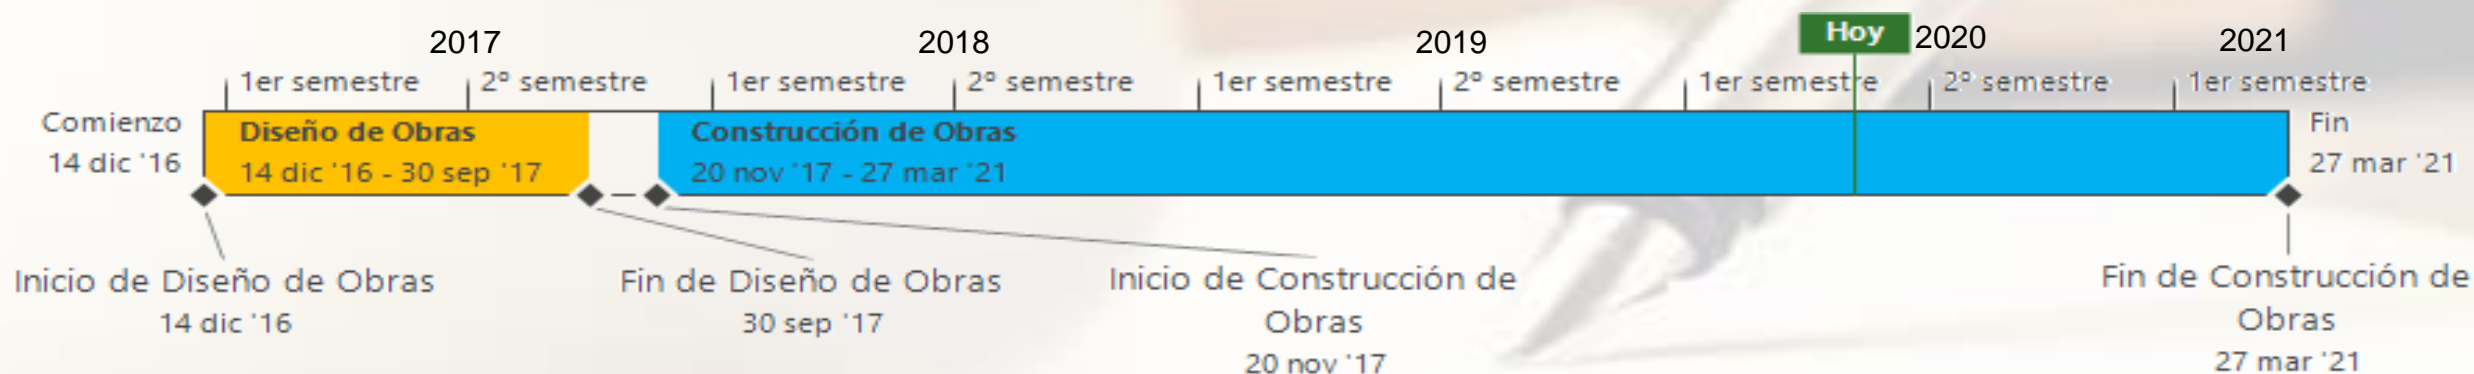 2017
2018
2019
Hoy
2020
2021
1er semestre
2º semestre
1er semestre
2º semestre
1er semestre
2º semestre
1er semestre
2º semestre
1er semestre
Comienzo
14 dic '16
Diseño de Obras
14 dic '16 - 30 sep '17
Construcción de Obras
20 nov '17 - 27 mar '21
Fin
27 mar '21
Inicio de Diseño de Obras
14 dic '16
Fin de Diseño de Obras
30 sep '17
Inicio de Construcción de
Obras
20 nov '17
Fin de Construcción de
Obras
27 mar '21